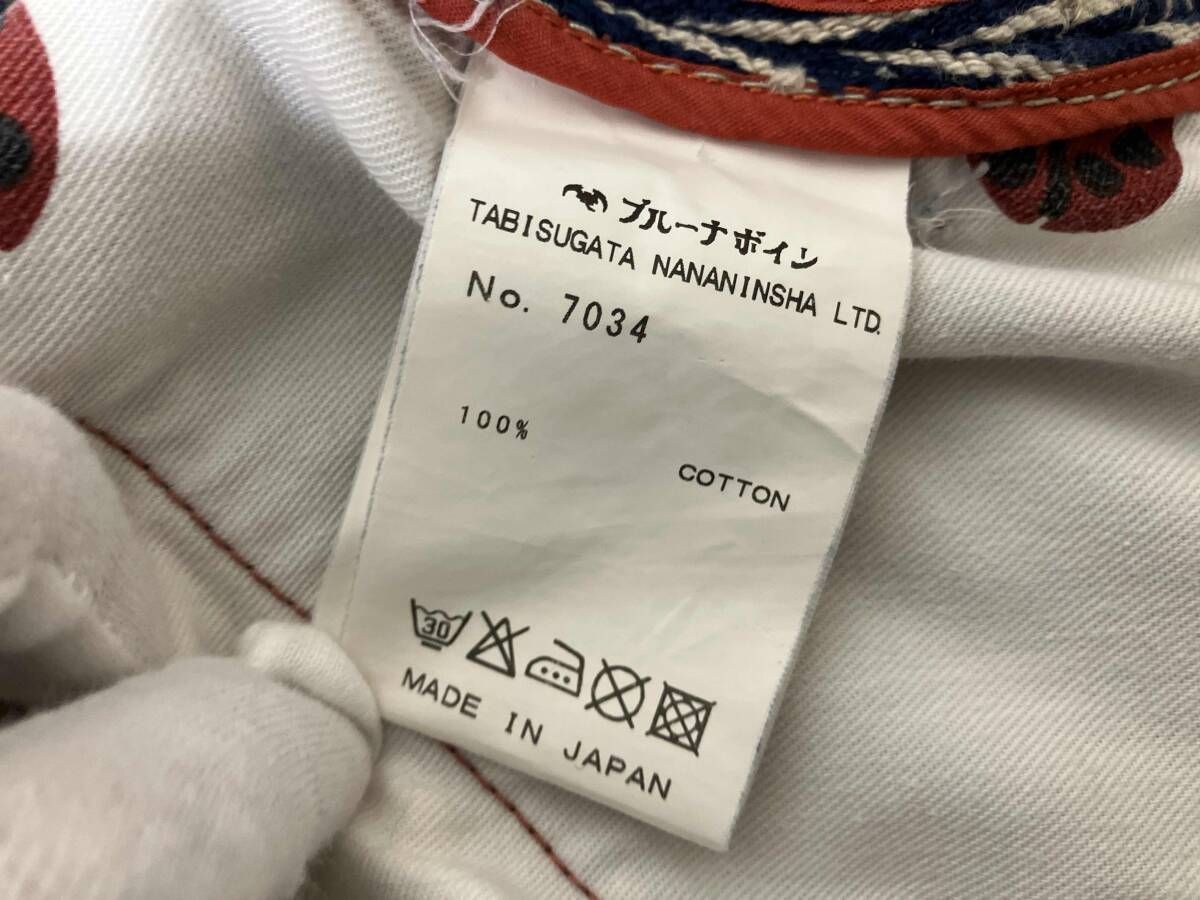 ブルーナボイン
TABISUGATA NANANINSHA LTD.
No. 7034
100% COTTON
30
MADE IN JAPAN